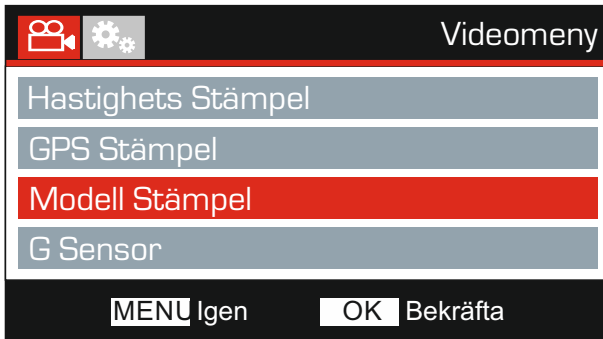 Videomeny
Hastighets Stämpel
GPS Stämpel
Modell Stämpel
G Sensor
MENU Igen OK Bekräfta